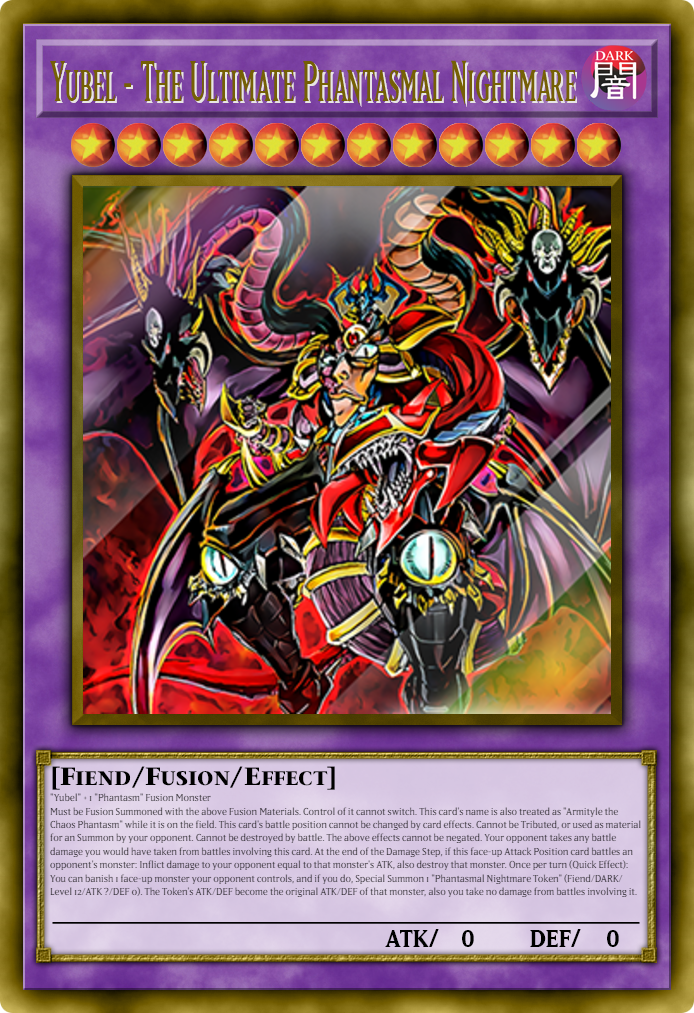 Yubel - The Ultimate Phantasmal Nightmare
DARK
闇
[Fiend/Fusion/Effect]
"Yubel" + 1 "Phantasm" Fusion Monster
Must be Fusion Summoned with the above Fusion Materials. Control of it cannot switch. This card's name is also treated as "Armityle the
Chaos Phantasm" while it is on the field. This card's battle position cannot be changed by card effects. Cannot be Tributed, or used as material
for an Summon by your opponent. Cannot be destroyed by battle. The above effects cannot be negated. Your opponent takes any battle
damage you would have taken from battles involving this card. At the end of the Damage Step, if this face-up Attack Position card battles an
opponent's monster: Inflict damage to your opponent equal to that monster's ATK, also destroy that monster. Once per turn (Quick Effect):
You can banish 1 face-up monster your opponent controls, and if you do, Special Summon 1 "Phantasmal Nightmare Token" (Fiend/DARK/
Level 12/ATK ?/DEF 0). The Token's ATK/DEF become the original ATK/DEF of that monster, also you take no damage from battles involving it.
ATK/ 0 DEF/ 0